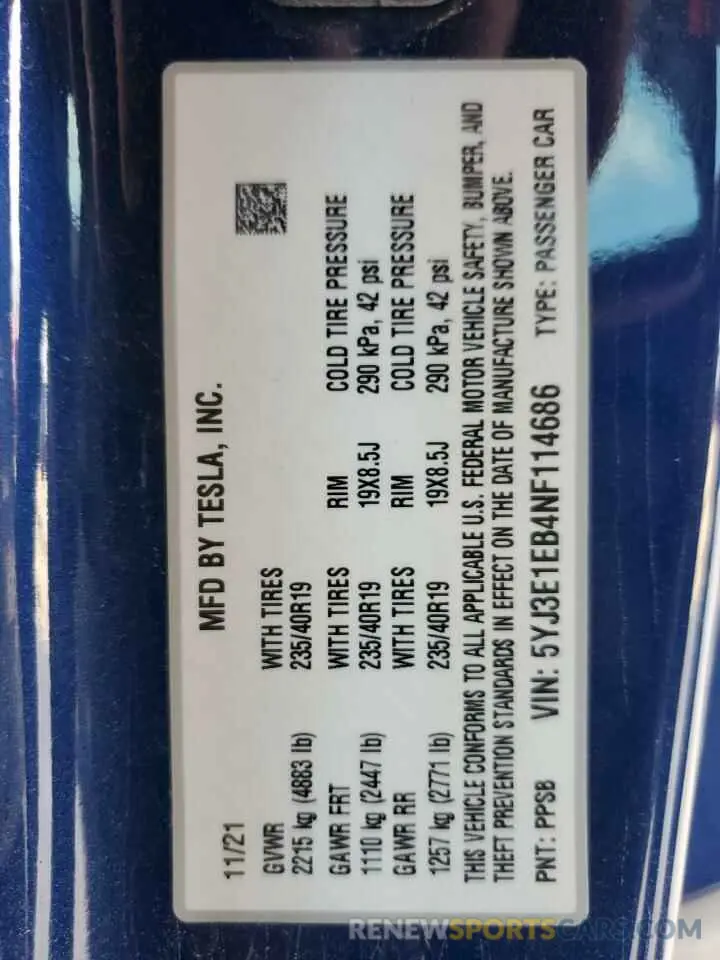 MFD BY TESLA, INC.
11/21
GVWR WITH TIRES
2215 kg (4883 lb) 235/40R19
GAWR FRT WITH TIRES RIM COLD TIRE PRESSURE
1110 kg (2447 lb) 235/40R19 19X8.5J 290 kPa, 42 psi
GAWR RR WITH TIRES RIM COLD TIRE PRESSURE
1257 kg (2771 lb) 235/40R19 19X8.5J 290 kPa, 42 psi
THIS VEHICLE CONFORMS TO ALL APPLICABLE U.S. FEDERAL MOTOR VEHICLE SAFETY, BUMPER, AND
THEFT PREVENTION STANDARDS IN EFFECT ON THE DATE OF MANUFACTURE SHOWN ABOVE.
PNT: PPSB VIN: 5YJ3E1EB4NF114686 TYPE: PASSENGER CAR
RENEWSPORTSCARS.COM